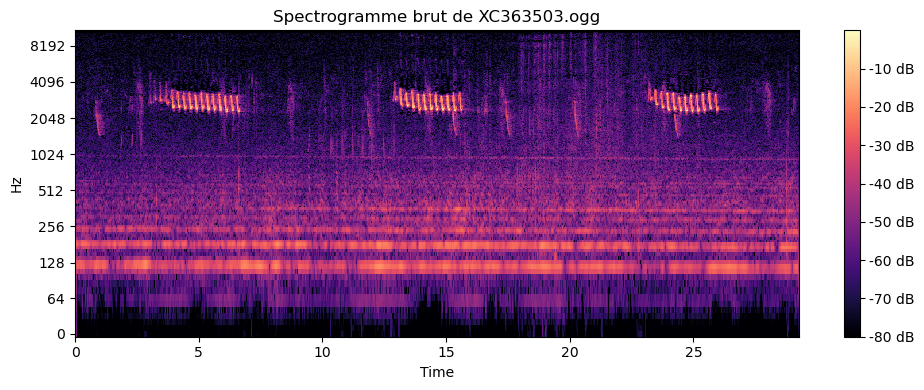 Spectrogramme brut de XC363503.ogg
8192
4096
2048
1024
512
256
128
64
0
Hz
0
5
10
15
20
25
Time
-10 dB
-20 dB
-30 dB
-40 dB
-50 dB
-60 dB
-70 dB
-80 dB